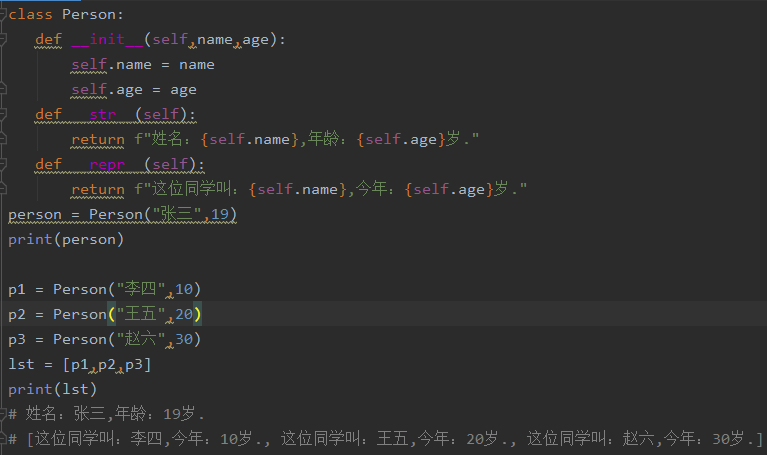 class Person:
    def __init__(self,name,age):
        self.name = name
        self.age = age
    def __str__(self):
        return f"姓名：{self.name},年龄：{self.age}岁."
    def __repr__(self):
        return f"这位同学叫：{self.name},今年：{self.age}岁."
person = Person("张三",19)
print(person)

p1 = Person("李四",10)
p2 = Person("王五",20)
p3 = Person("赵六",30)
lst = [p1,p2,p3]
print(lst)
# 姓名：张三,年龄：19岁.
# [这位同学叫：李四,今年：10岁., 这位同学叫：王五,今年：20岁., 这位同学叫：赵六,今年：30岁.]